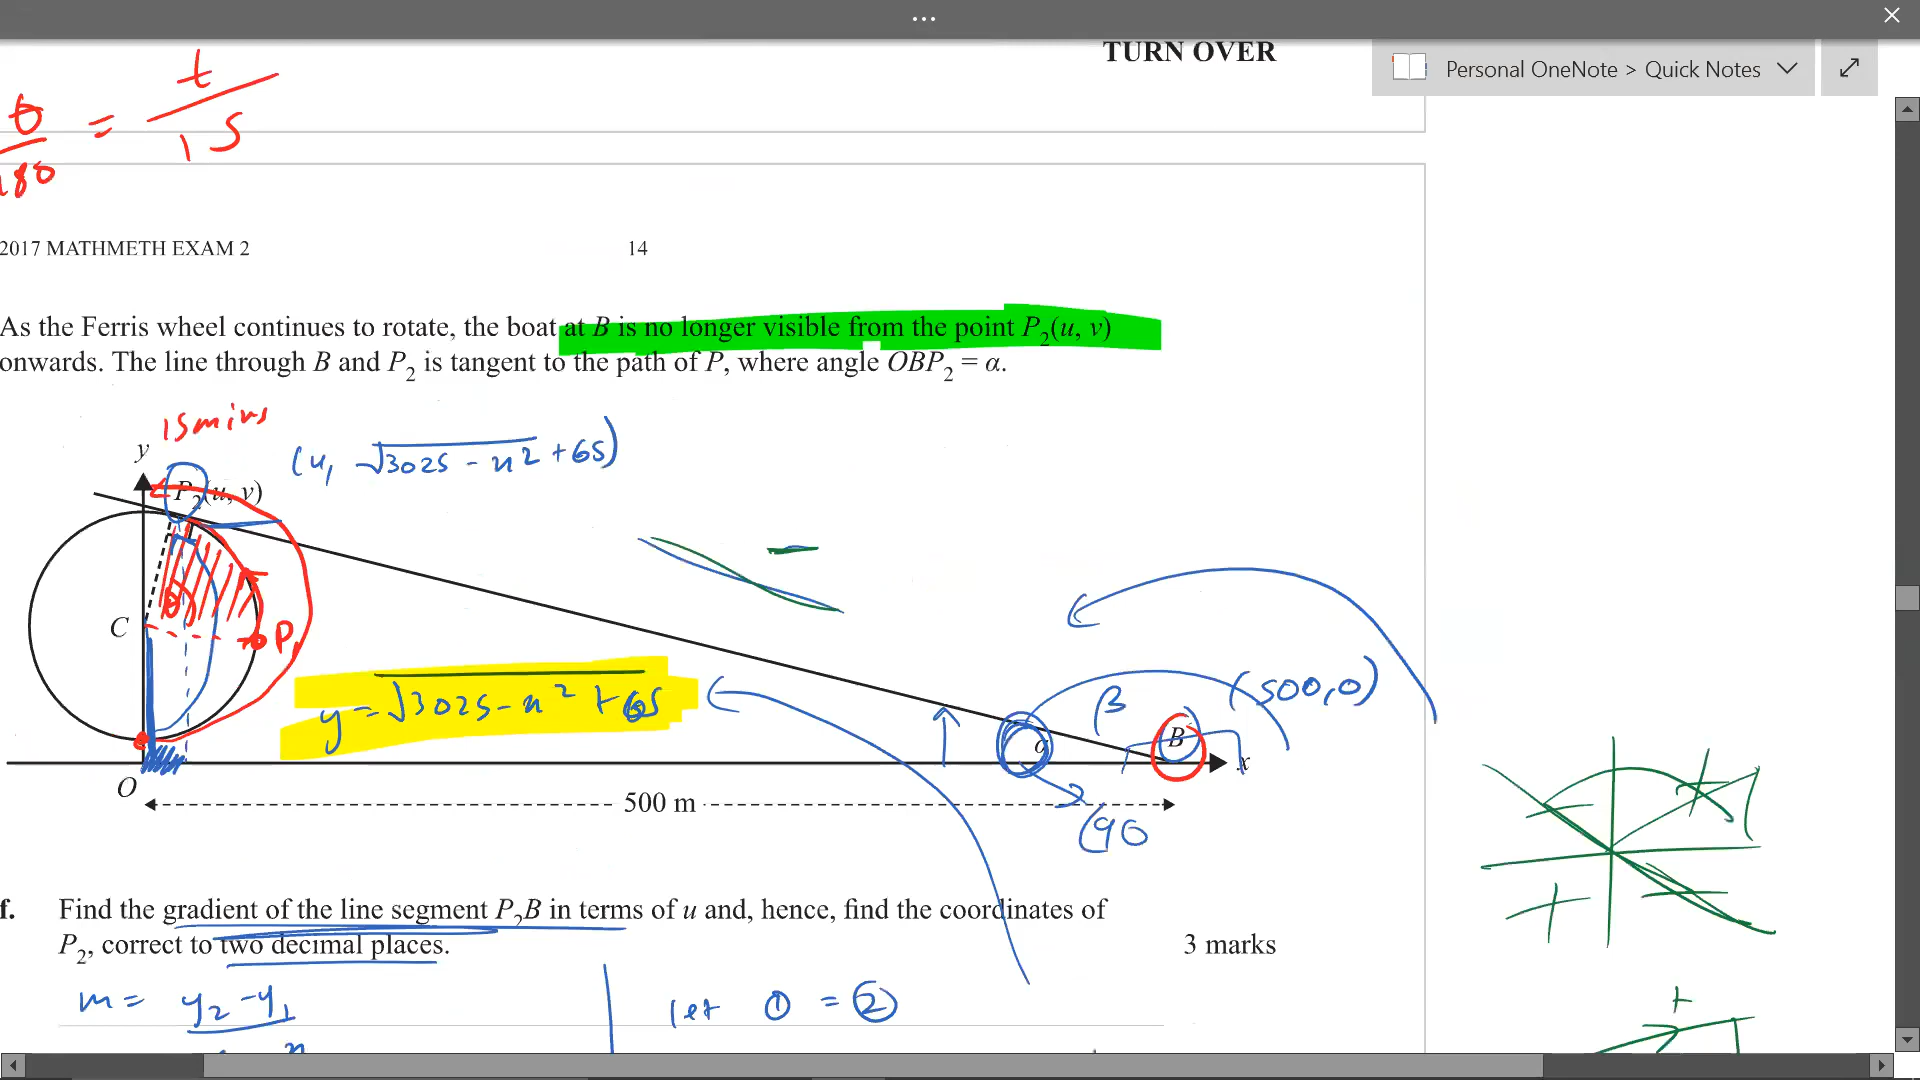 TURN OVER
Personal OneNote > Quick Notes
θ/180 = t/15
2017 MATHMETH EXAM 2
14
As the Ferris wheel continues to rotate, the boat at B is no longer visible from the point P₂(u, v)
onwards. The line through B and P₂ is tangent to the path of P, where angle OBP₂ = α.
15mins
(u, √3025 - u² + 65)
y
P₂(u, v)
C
θ
P₁
y = √3025 - x² + 65
β
(500,0)
α
B
x
O
500 m
(90
f. Find the gradient of the line segment P₂B in terms of u and, hence, find the coordinates of
P₂, correct to two decimal places.
3 marks
m = y₂ - y₁
let ① = ②
+